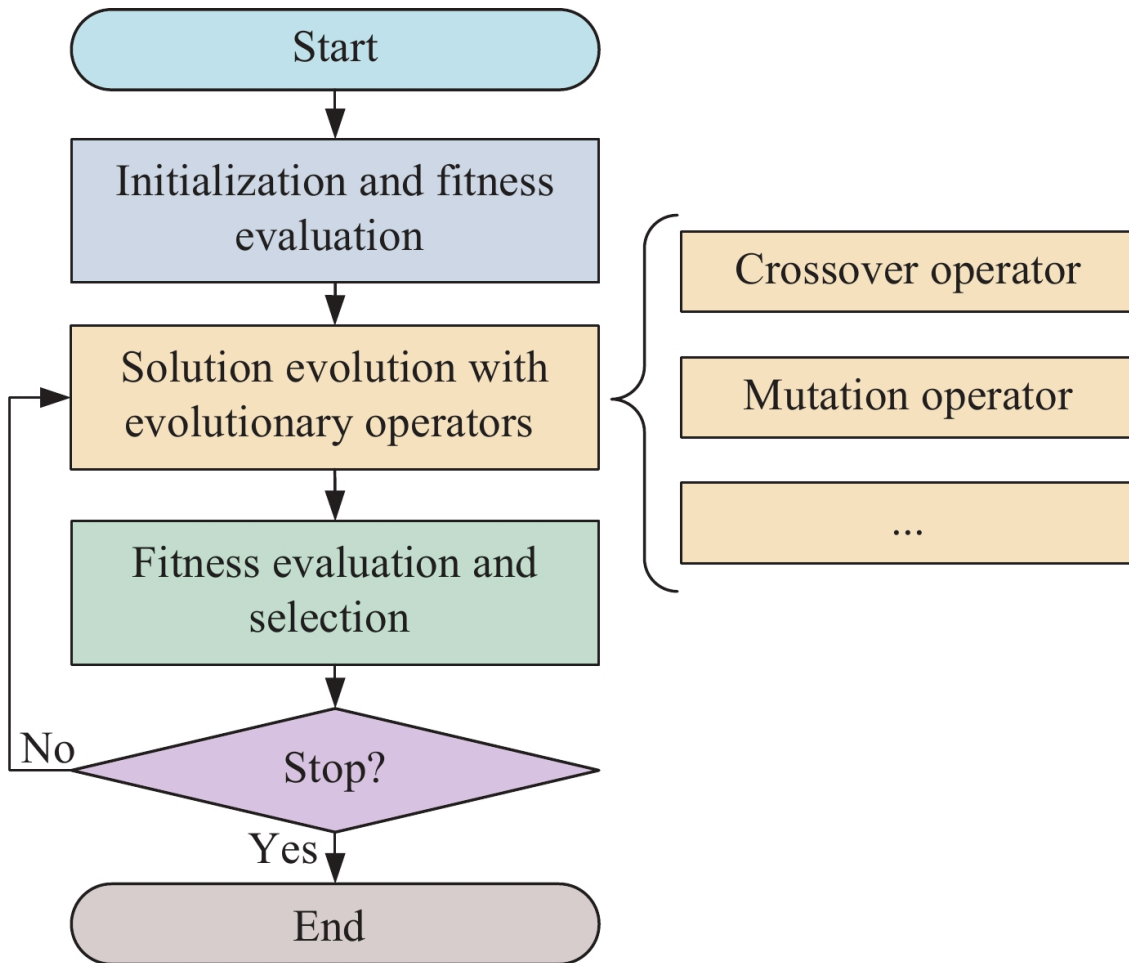 Start
Initialization and fitness
evaluation
Solution evolution with
evolutionary operators
Crossover operator
Mutation operator
...
Fitness evaluation and
selection
Stop?
No
Yes
End